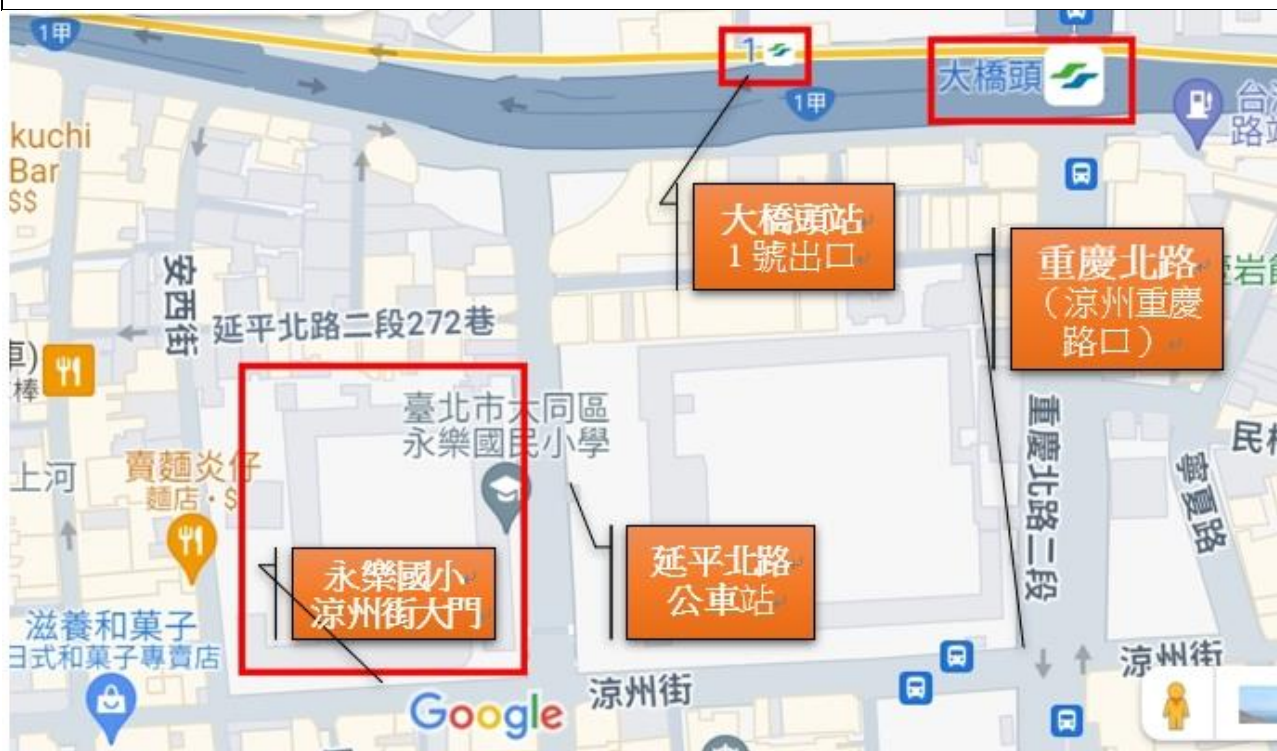 1甲
1
大橋頭
1甲
kuchi
Bar
$$
大橋頭站
1 號出口
重慶北路
（涼州重慶
路口）
安西街
延平北路二段272巷
棒
臺北市大同區
永樂國民小學
重慶北路二段
寧夏路
上河
賣麵炎仔
麵店・$
永樂國小
涼州街大門
延平北路
公車站
滋養和菓子
日式和菓子專賣店
Google
涼州街
涼州街